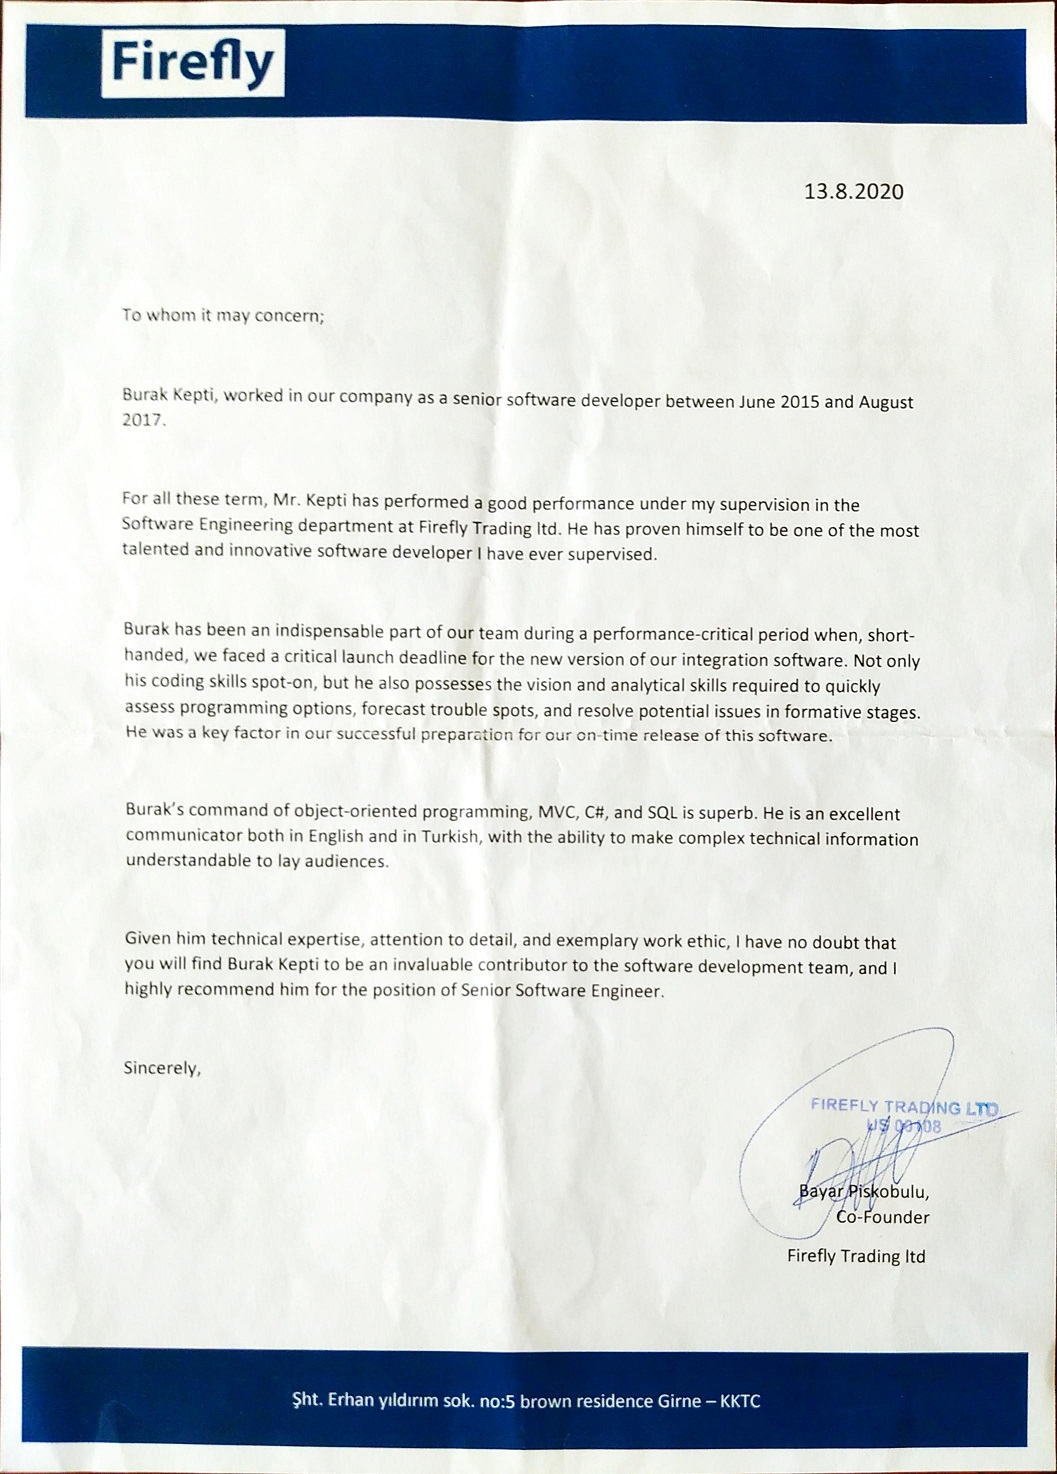 Firefly
13.8.2020
To whom it may concern;
Burak Kepti, worked in our company as a senior software developer between June 2015 and August
2017.
For all these term, Mr. Kepti has performed a good performance under my supervision in the
Software Engineering department at Firefly Trading ltd. He has proven himself to be one of the most
talented and innovative software developer I have ever supervised.
Burak has been an indispensable part of our team during a performance-critical period when, short-
handed, we faced a critical launch deadline for the new version of our integration software. Not only
his coding skills spot-on, but he also possesses the vision and analytical skills required to quickly
assess programming options, forecast trouble spots, and resolve potential issues in formative stages.
He was a key factor in our successful preparation for our on-time release of this software.
Burak's command of object-oriented programming, MVC, C#, and SQL is superb. He is an excellent
communicator both in English and in Turkish, with the ability to make complex technical information
understandable to lay audiences.
Given him technical expertise, attention to detail, and exemplary work ethic, I have no doubt that
you will find Burak Kepti to be an invaluable contributor to the software development team, and I
highly recommend him for the position of Senior Software Engineer.
Sincerely,
FIREFLY TRADING LTD
Bayar Piskobulu,
Co-Founder
Firefly Trading ltd
Şht. Erhan yıldırım sok. no:5 brown residence Girne – KKTC